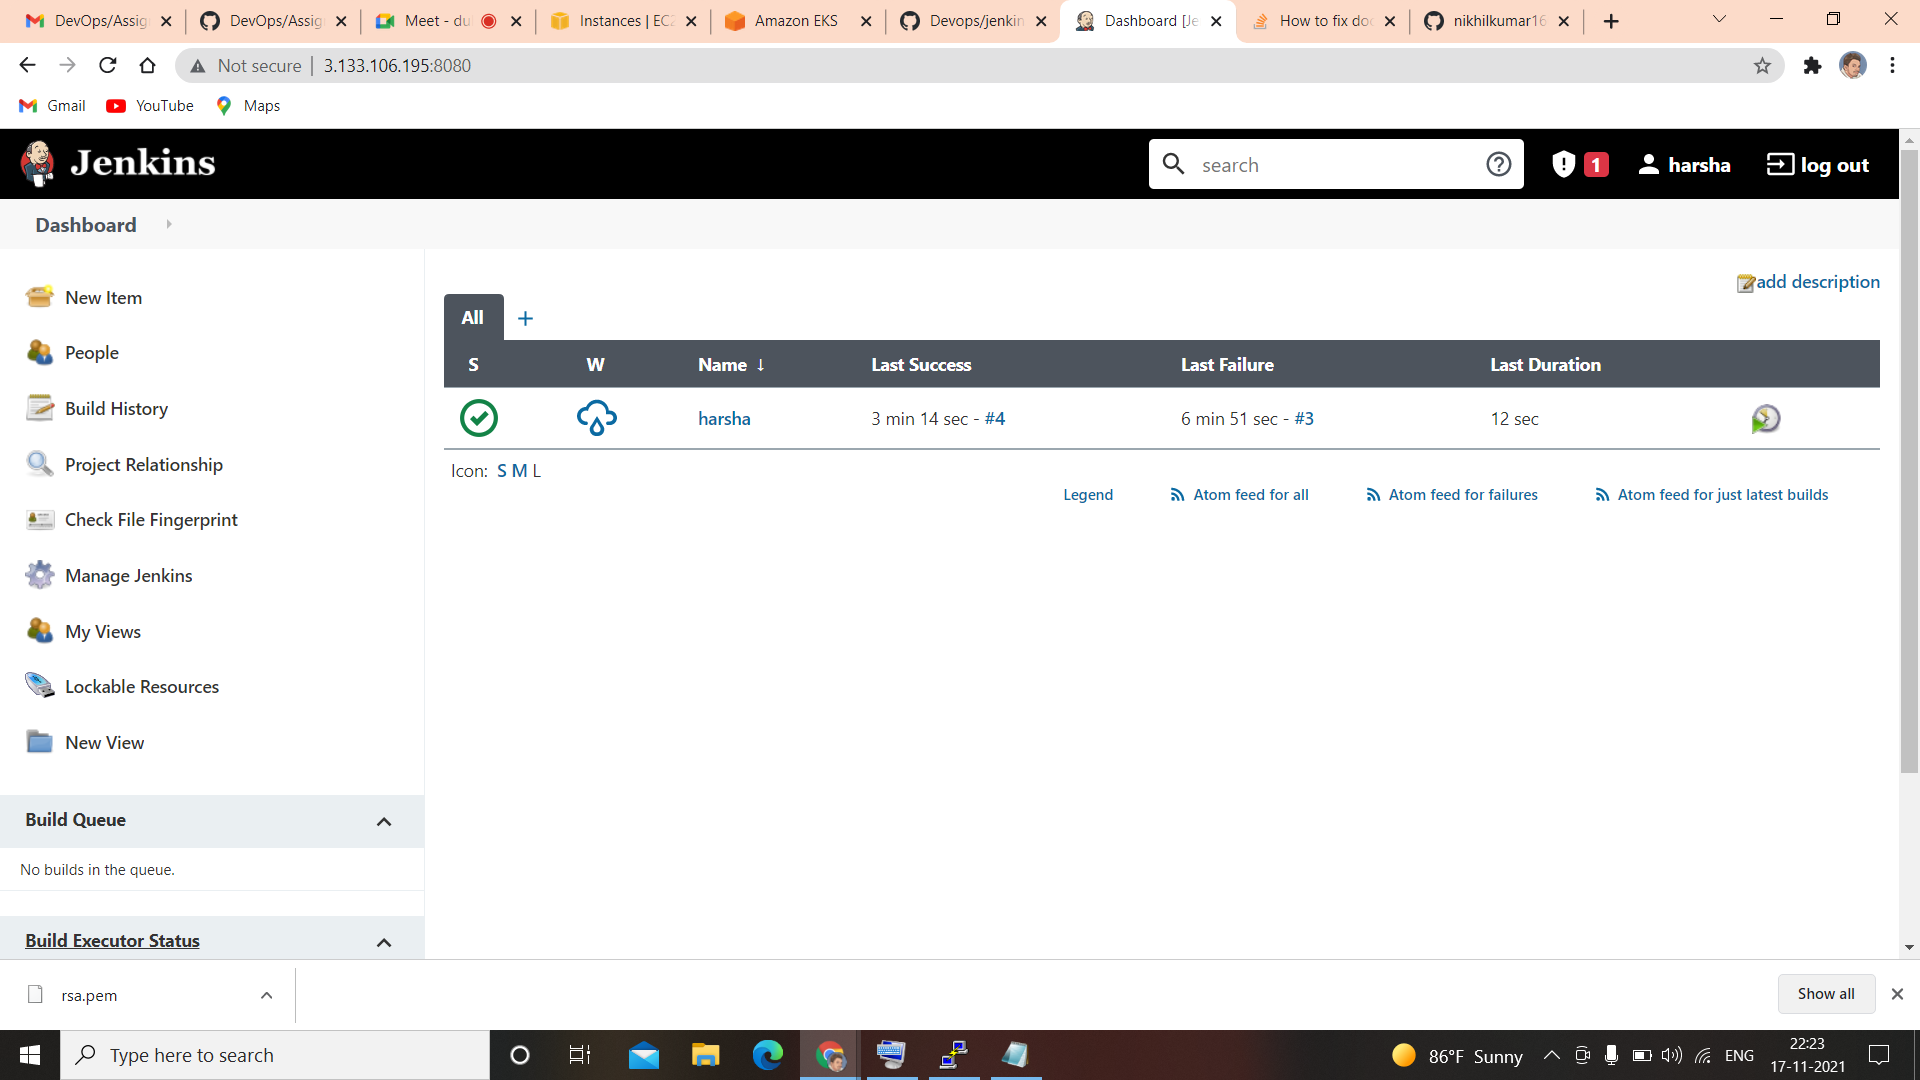 DevOps/Assig
DevOps/Assig
Meet - du
Instances | EC2
Amazon EKS
Devops/jenkin
Dashboard [Je
How to fix doc
nikhilkumar16
Not secure | 3.133.106.195:8080
Gmail
YouTube
Maps
Jenkins
search
1
harsha
log out
Dashboard
add description
New Item
People
Build History
Project Relationship
Check File Fingerprint
Manage Jenkins
My Views
Lockable Resources
New View
Build Queue
No builds in the queue.
Build Executor Status
All +
S W Name ↓ Last Success Last Failure Last Duration
harsha 3 min 14 sec - #4 6 min 51 sec - #3 12 sec
Icon: S M L
Legend Atom feed for all Atom feed for failures Atom feed for just latest builds
rsa.pem
Show all
Type here to search
86°F Sunny
ENG
22:23
17-11-2021